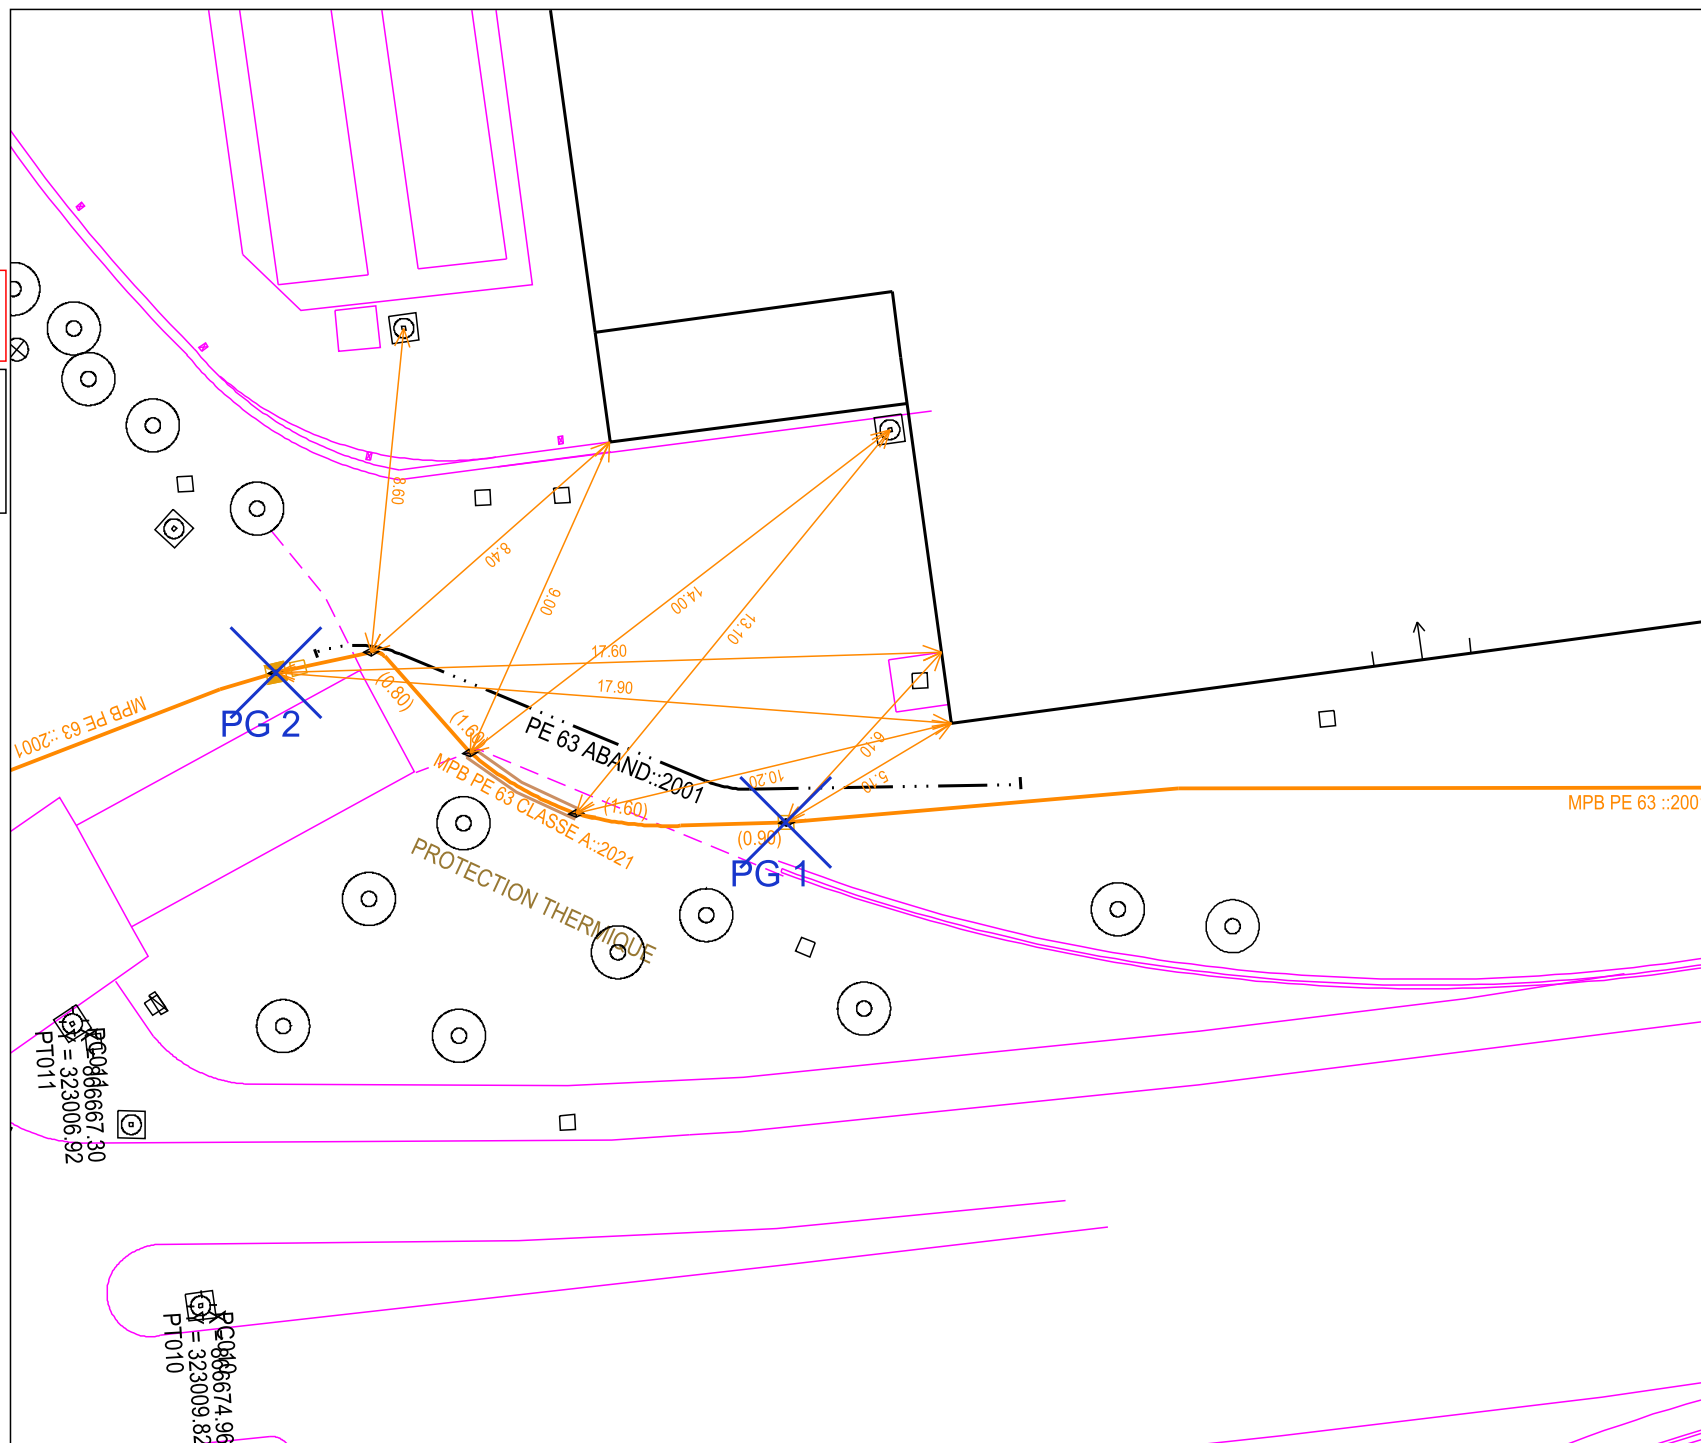 8.60
8.40
9.00
14.00
13.10
17.60
17.90
(0.80)
(1.60)
PG 2
MPB PE 63 ::2001
PE 63 ABAND::2001
6.10
5.10
10.20
MPB PE 63 CLASSE A::2021
(1.60)
(0.90)
PG 1
MPB PE 63 ::200
PROTECTION THERMIQUE
PT011
Y = 323006.92
PT010
Y = 323009.82